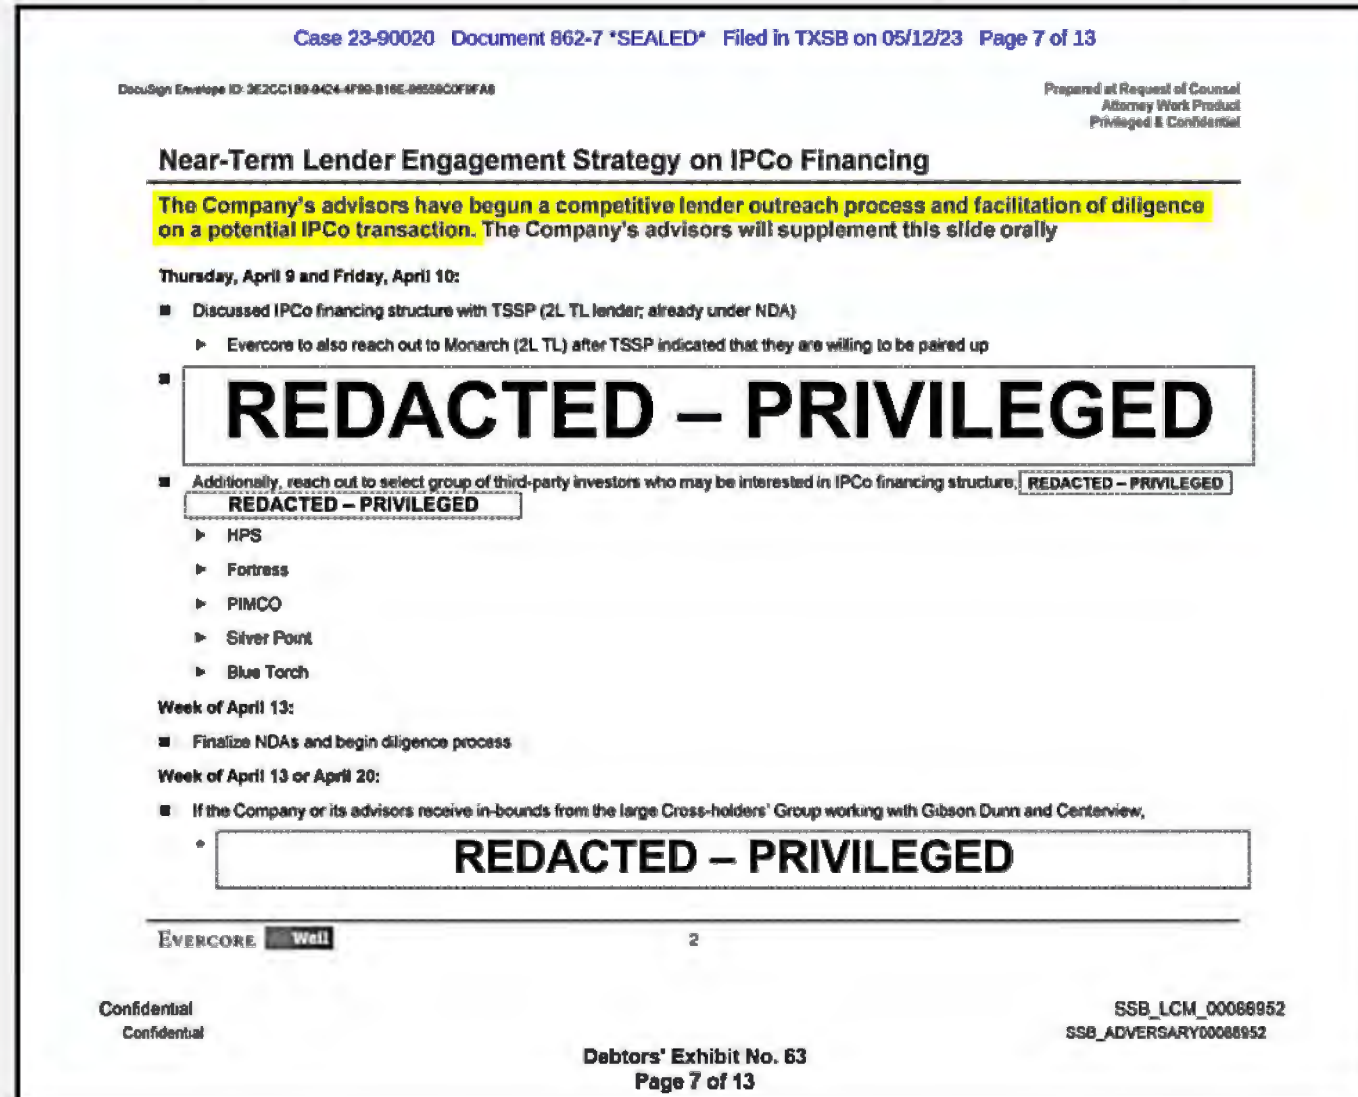 Case 23-90020 Document 862-7 *SEALED* Filed in TXSB on 05/12/23 Page 7 of 13
DocuSign Envelope ID:
Prepared at Request of Counsel
Attorney Work Product
Privileged & Confidential
Near-Term Lender Engagement Strategy on IPCo Financing
The Company's advisors have begun a competitive lender outreach process and facilitation of diligence
on a potential IPCo transaction. The Company's advisors will supplement this slide orally
Thursday, April 9 and Friday, April 10:
■ Discussed IPCo financing structure with TSSP (2L TL lender; already under NDA)
► Evercore to also reach out to Monarch (2L TL) after TSSP indicated that they are willing to be paired up
■ REDACTED – PRIVILEGED
■ Additionally, reach out to select group of third-party investors who may be interested in IPCo financing structure, REDACTED – PRIVILEGED
REDACTED – PRIVILEGED
► HPS
► Fortress
► PIMCO
► Silver Point
► Blue Torch
Week of April 13:
■ Finalize NDAs and begin diligence process
Week of April 13 or April 20:
■ If the Company or its advisors receive in-bounds from the large Cross-holders' Group working with Gibson Dunn and Centerview,
• REDACTED – PRIVILEGED
EVERCORE Weil
2
Confidential
Confidential
SSB_LCM_00086952
SSB_ADVERSARY00086952
Debtors' Exhibit No. 63
Page 7 of 13